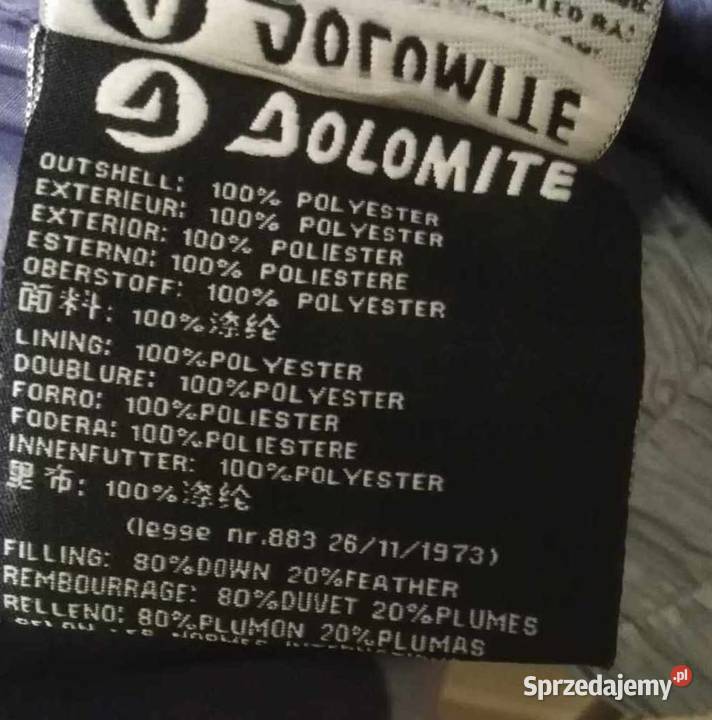 DOLOMITE
DOLOMITE
OUTSHELL: 100% POLYESTER
EXTERIEUR: 100% POLYESTER
EXTERIOR: 100% POLIESTER
ESTERNO: 100% POLIESTERE
OBERSTOFF: 100% POLYESTER
面料: 100%涤纶
LINING: 100%POLYESTER
DOUBLURE: 100%POLYESTER
FORRO: 100%POLIESTER
FODERA: 100%POLIESTERE
INNENFUTTER: 100%POLYESTER
里布: 100%涤纶
(legge nr.883 26/11/1973)
FILLING: 80%DOWN 20%FEATHER
REMBOURRAGE: 80%DUVET 20%PLUMES
RELLENO: 80%PLUMON 20%PLUMAS
Sprzedajemy.pl